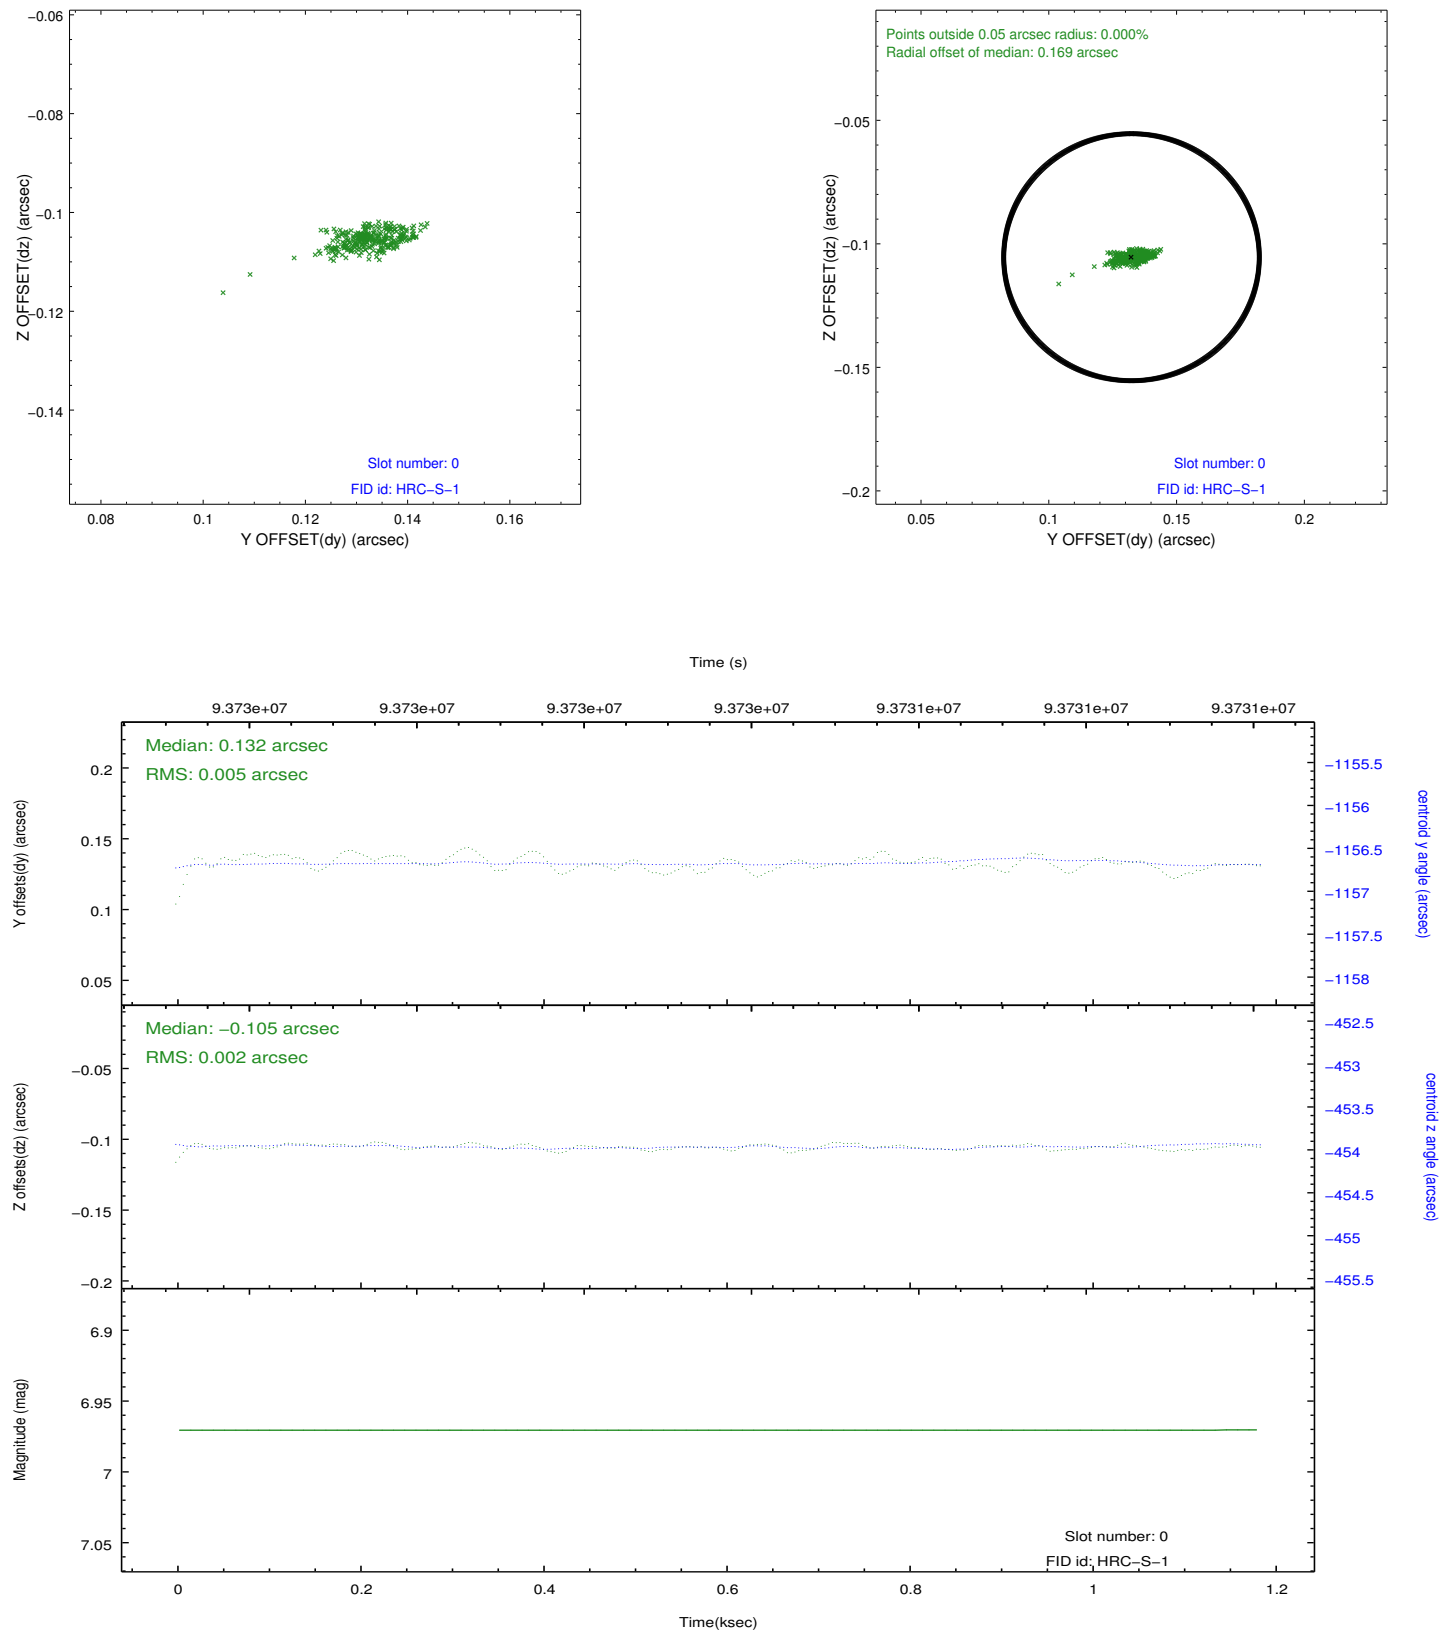 −0.06
−0.08
−0.1
−0.12
−0.14
Z OFFSET(dz) (arcsec)
Slot number: 0
FID id: HRC−S−1
0.08 0.1 0.12 0.14 0.16
Y OFFSET(dy) (arcsec)
Points outside 0.05 arcsec radius: 0.000%
Radial offset of median: 0.169 arcsec
−0.05
−0.1
−0.15
−0.2
Z OFFSET(dz) (arcsec)
Slot number: 0
FID id: HRC−S−1
0.05 0.1 0.15 0.2
Y OFFSET(dy) (arcsec)
Time (s)
9.373e+07 9.373e+07 9.373e+07 9.373e+07 9.3731e+07 9.3731e+07 9.3731e+07
Median: 0.132 arcsec
RMS: 0.005 arcsec
0.2
0.15
0.1
0.05
Y offsets(dy) (arcsec)
−1155.5
−1156
−1156.5
−1157
−1157.5
−1158
centroid y angle (arcsec)
Median: −0.105 arcsec
RMS: 0.002 arcsec
−0.05
−0.1
−0.15
−0.2
Z offsets(dz) (arcsec)
−452.5
−453
−453.5
−454
−454.5
−455
−455.5
centroid z angle (arcsec)
6.9
6.95
7
7.05
Magnitude (mag)
Slot number: 0
FID id: HRC−S−1
0 0.2 0.4 0.6 0.8 1 1.2
Time(ksec)